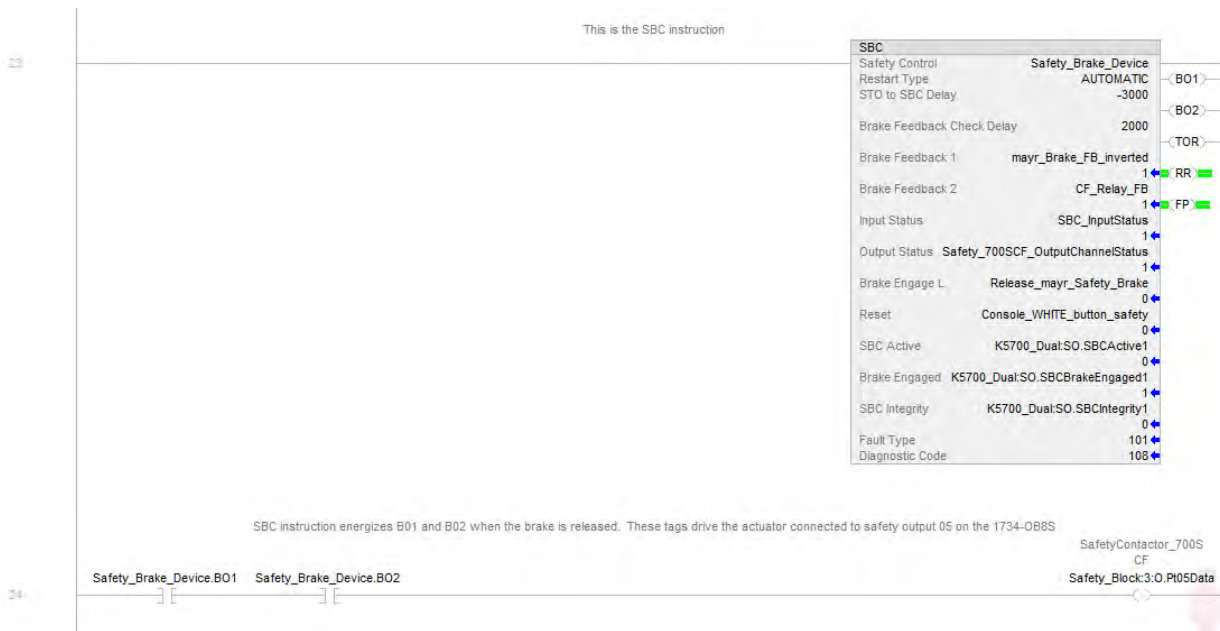 This is the SBC instruction
23
SBC
Safety Control Safety_Brake_Device
Restart Type AUTOMATIC
(BO1)
STO to SBC Delay -3000
(BO2)
Brake Feedback Check Delay 2000
(TOR)
Brake Feedback 1 mayr_Brake_FB_inverted
1
(RR)
Brake Feedback 2 CF_Relay_FB
1
(FP)
Input Status SBC_InputStatus
1
Output Status Safety_700SCF_OutputChannelStatus
1
Brake Engage L Release_mayr_Safety_Brake
0
Reset Console_WHITE_button_safety
0
SBC Active K5700_Dual:SO.SBCActive1
0
Brake Engaged K5700_Dual:SO.SBCBrakeEngaged1
1
SBC Integrity K5700_Dual:SO.SBCIntegrity1
0
Fault Type 101
Diagnostic Code 108
SBC instruction energizes B01 and B02 when the brake is released. These tags drive the actuator connected to safety output 05 on the 1734-OB8S
SafetyContactor_700S
CF
Safety_Brake_Device.BO1 Safety_Brake_Device.BO2 Safety_Block:3:O.Pt05Data
24